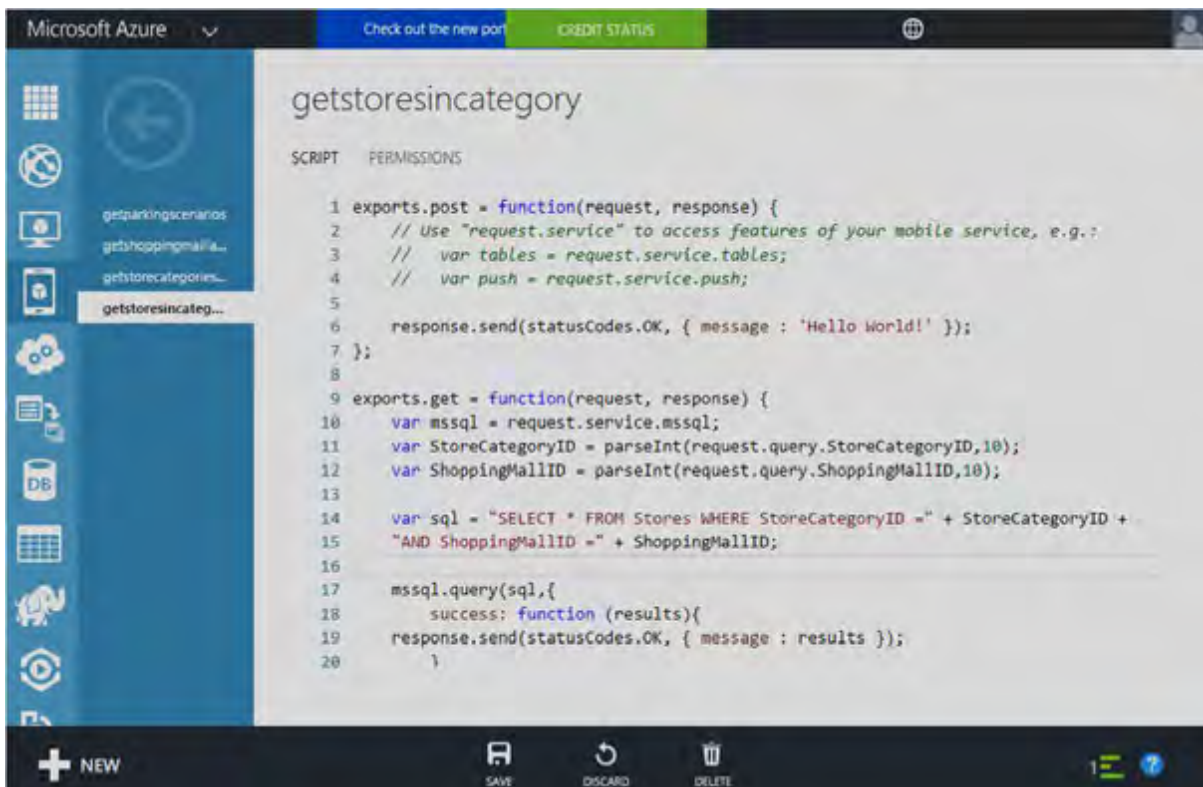 Microsoft Azure
Check out the new port
CREDIT STATUS
getstoresincategory
SCRIPT PERMISSIONS
getparkingscenarios
getshoppingmalla...
getstorecategories...
getstoresincateg...
1 exports.post = function(request, response) {
2 // Use "request.service" to access features of your mobile service, e.g.:
3 // var tables = request.service.tables;
4 // var push = request.service.push;
5
6 response.send(statusCodes.OK, { message : 'Hello World!' });
7 };
8
9 exports.get = function(request, response) {
10 var mssql = request.service.mssql;
11 var StoreCategoryID = parseInt(request.query.StoreCategoryID,10);
12 var ShoppingMallID = parseInt(request.query.ShoppingMallID,10);
13
14 var sql = "SELECT * FROM Stores WHERE StoreCategoryID =" + StoreCategoryID +
15 "AND ShoppingMallID =" + ShoppingMallID;
16
17 mssql.query(sql,{
18 success: function (results){
19 response.send(statusCodes.OK, { message : results });
20 }
DB
NEW
SAVE DISCARD DELETE
1
?